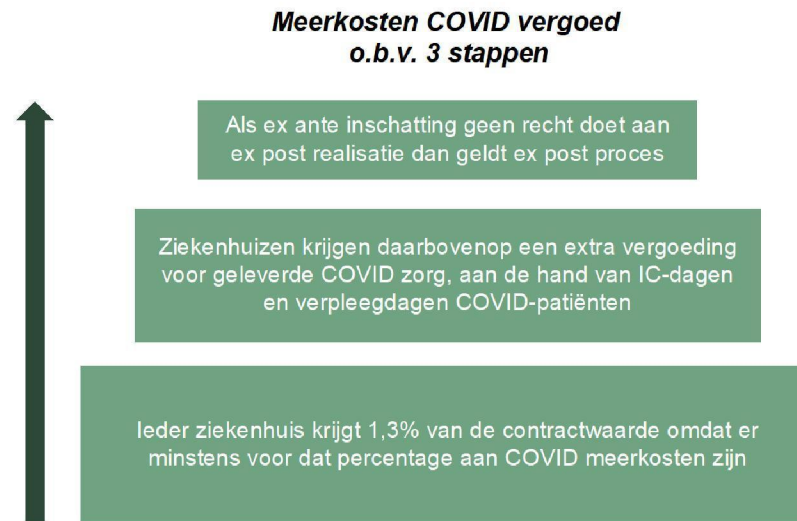 Meerkosten COVID vergoed
o.b.v. 3 stappen
Als ex ante inschatting geen recht doet aan
ex post realisatie dan geldt ex post proces
Ziekenhuizen krijgen daarbovenop een extra vergoeding
voor geleverde COVID zorg, aan de hand van IC-dagen
en verpleegdagen COVID-patiënten
Ieder ziekenhuis krijgt 1,3% van de contractwaarde omdat er
minstens voor dat percentage aan COVID meerkosten zijn